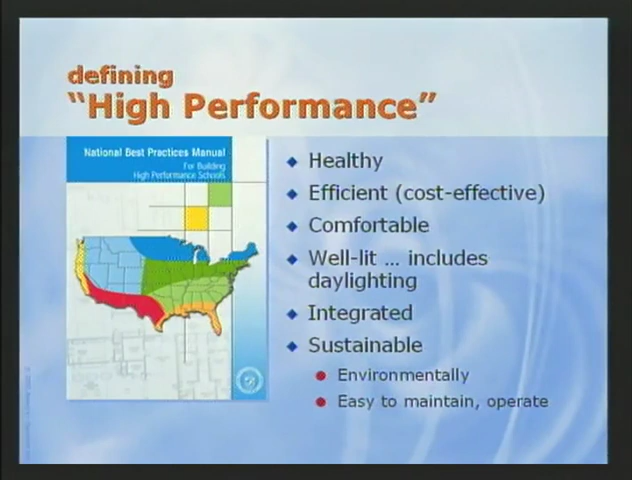 defining
“High Performance”
National Best Practices Manual
For Building
High Performance Schools
Healthy
Efficient (cost-effective)
Comfortable
Well-lit ... includes
daylighting
Integrated
Sustainable
Environmentally
Easy to maintain, operate